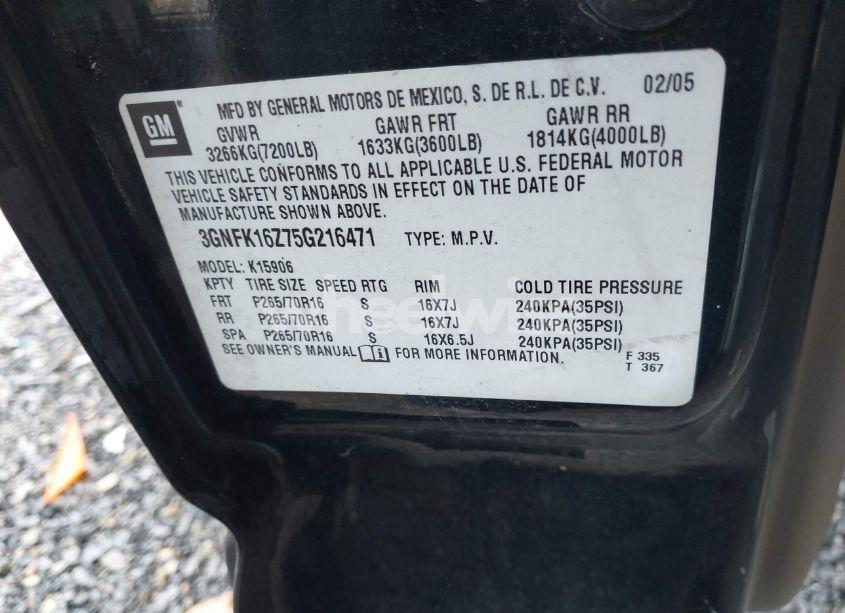 GM ®
MFD BY GENERAL MOTORS DE MEXICO, S. DE R.L. DE C.V. 02/05
GVWR GAWR FRT GAWR RR
3266KG(7200LB) 1633KG(3600LB) 1814KG(4000LB)
THIS VEHICLE CONFORMS TO ALL APPLICABLE U.S. FEDERAL MOTOR
VEHICLE SAFETY STANDARDS IN EFFECT ON THE DATE OF
MANUFACTURE SHOWN ABOVE.
3GNFK16Z75G216471 TYPE: M.P.V.
MODEL: K15906
KPTY TIRE SIZE SPEED RTG RIM COLD TIRE PRESSURE
FRT P265/70R16 S 16X7J 240KPA(35PSI)
RR P265/70R16 S 16X7J 240KPA(35PSI)
SPA P265/70R16 S 16X6.5J 240KPA(35PSI)
SEE OWNER'S MANUAL FOR MORE INFORMATION.
F 335
T 367